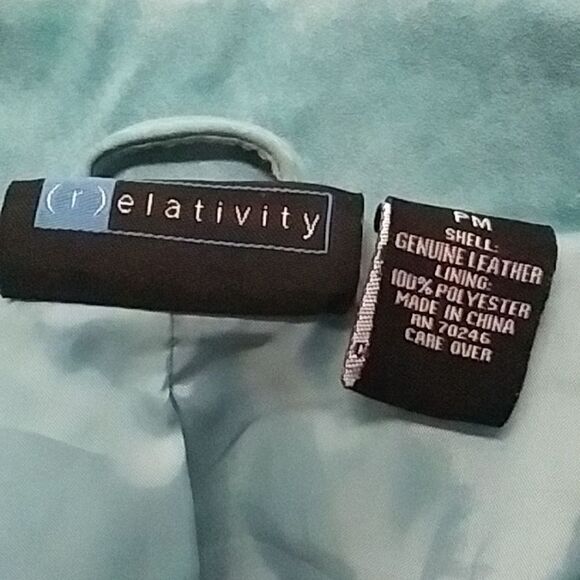 (r)elativity
PM
SHELL:
GENUINE LEATHER
LINING:
100% POLYESTER
MADE IN CHINA
RN 70246
CARE OVER